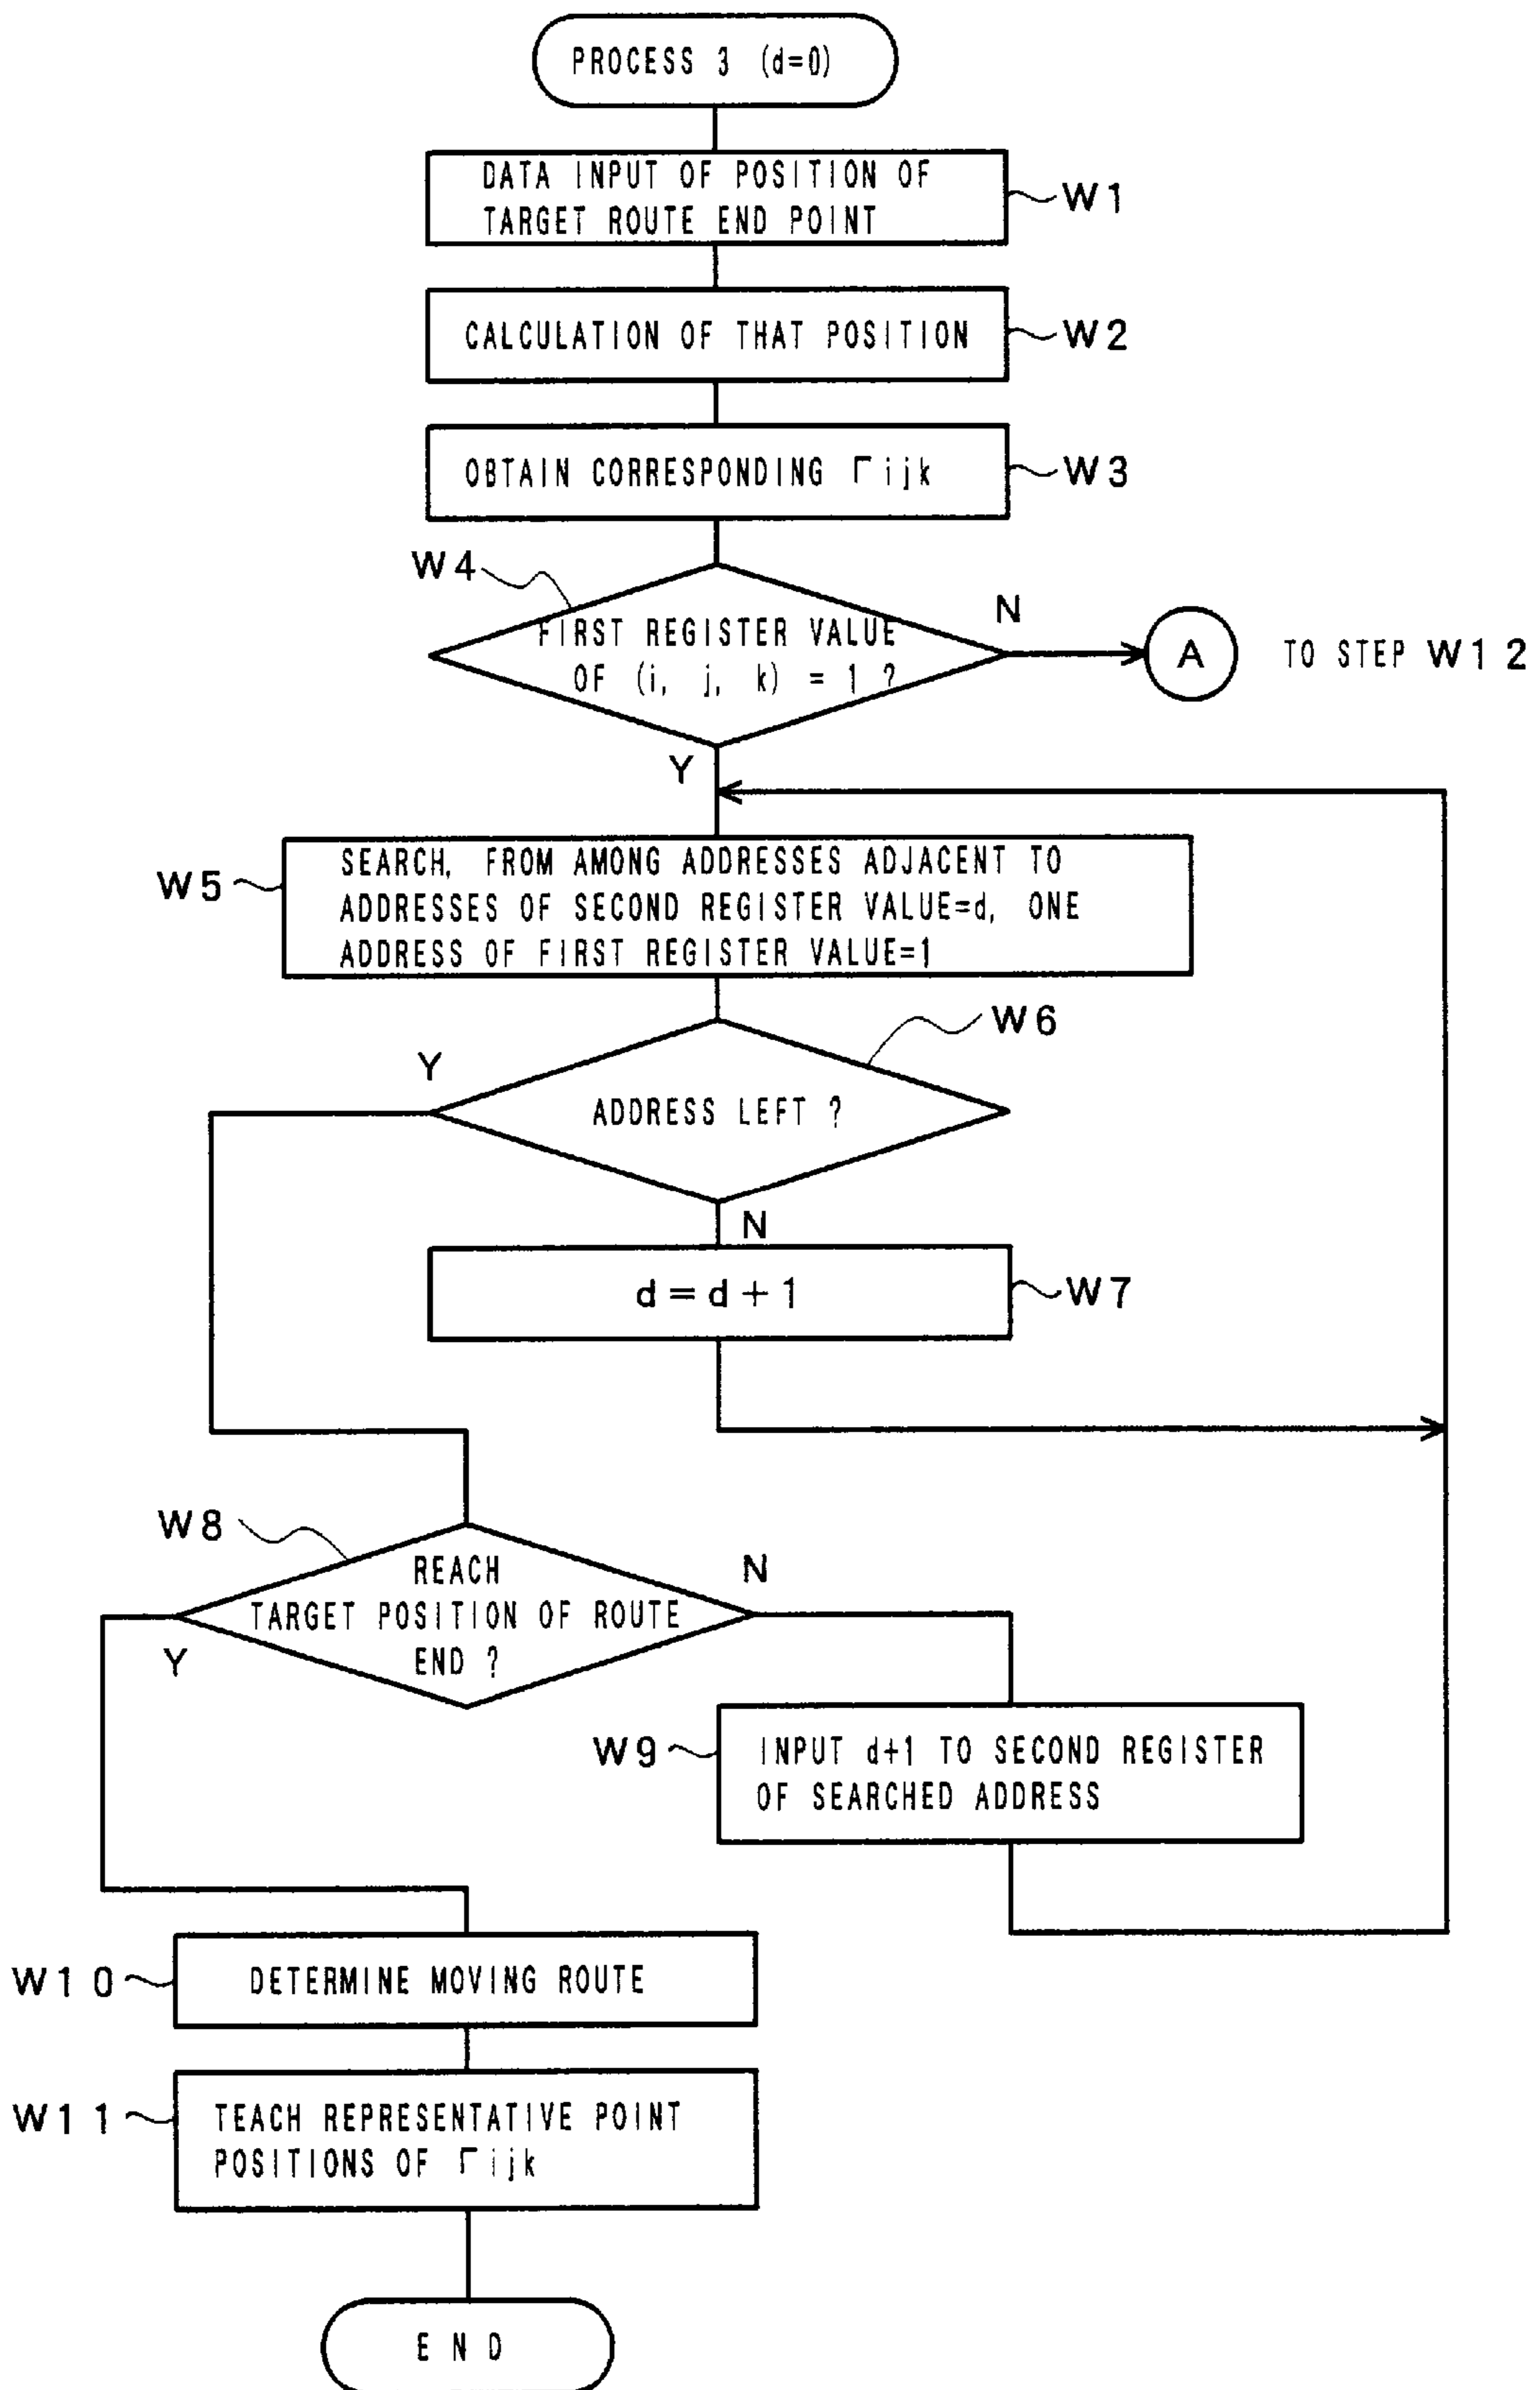 PROCESS 3 (d=0)
DATA INPUT OF POSITION OF
TARGET ROUTE END POINT
W1
CALCULATION OF THAT POSITION
W2
OBTAIN CORRESPONDING Γijk
W3
W4
FIRST REGISTER VALUE
OF (i, j, k) = 1 ?
N
A
TO STEP W12
Y
W5
SEARCH, FROM AMONG ADDRESSES ADJACENT TO
ADDRESSES OF SECOND REGISTER VALUE=d, ONE
ADDRESS OF FIRST REGISTER VALUE=1
W6
Y
ADDRESS LEFT ?
N
d=d+1
W7
W8
REACH
TARGET POSITION OF ROUTE
END ?
N
Y
W9
INPUT d+1 TO SECOND REGISTER
OF SEARCHED ADDRESS
W10
DETERMINE MOVING ROUTE
W11
TEACH REPRESENTATIVE POINT
POSITIONS OF Γijk
END